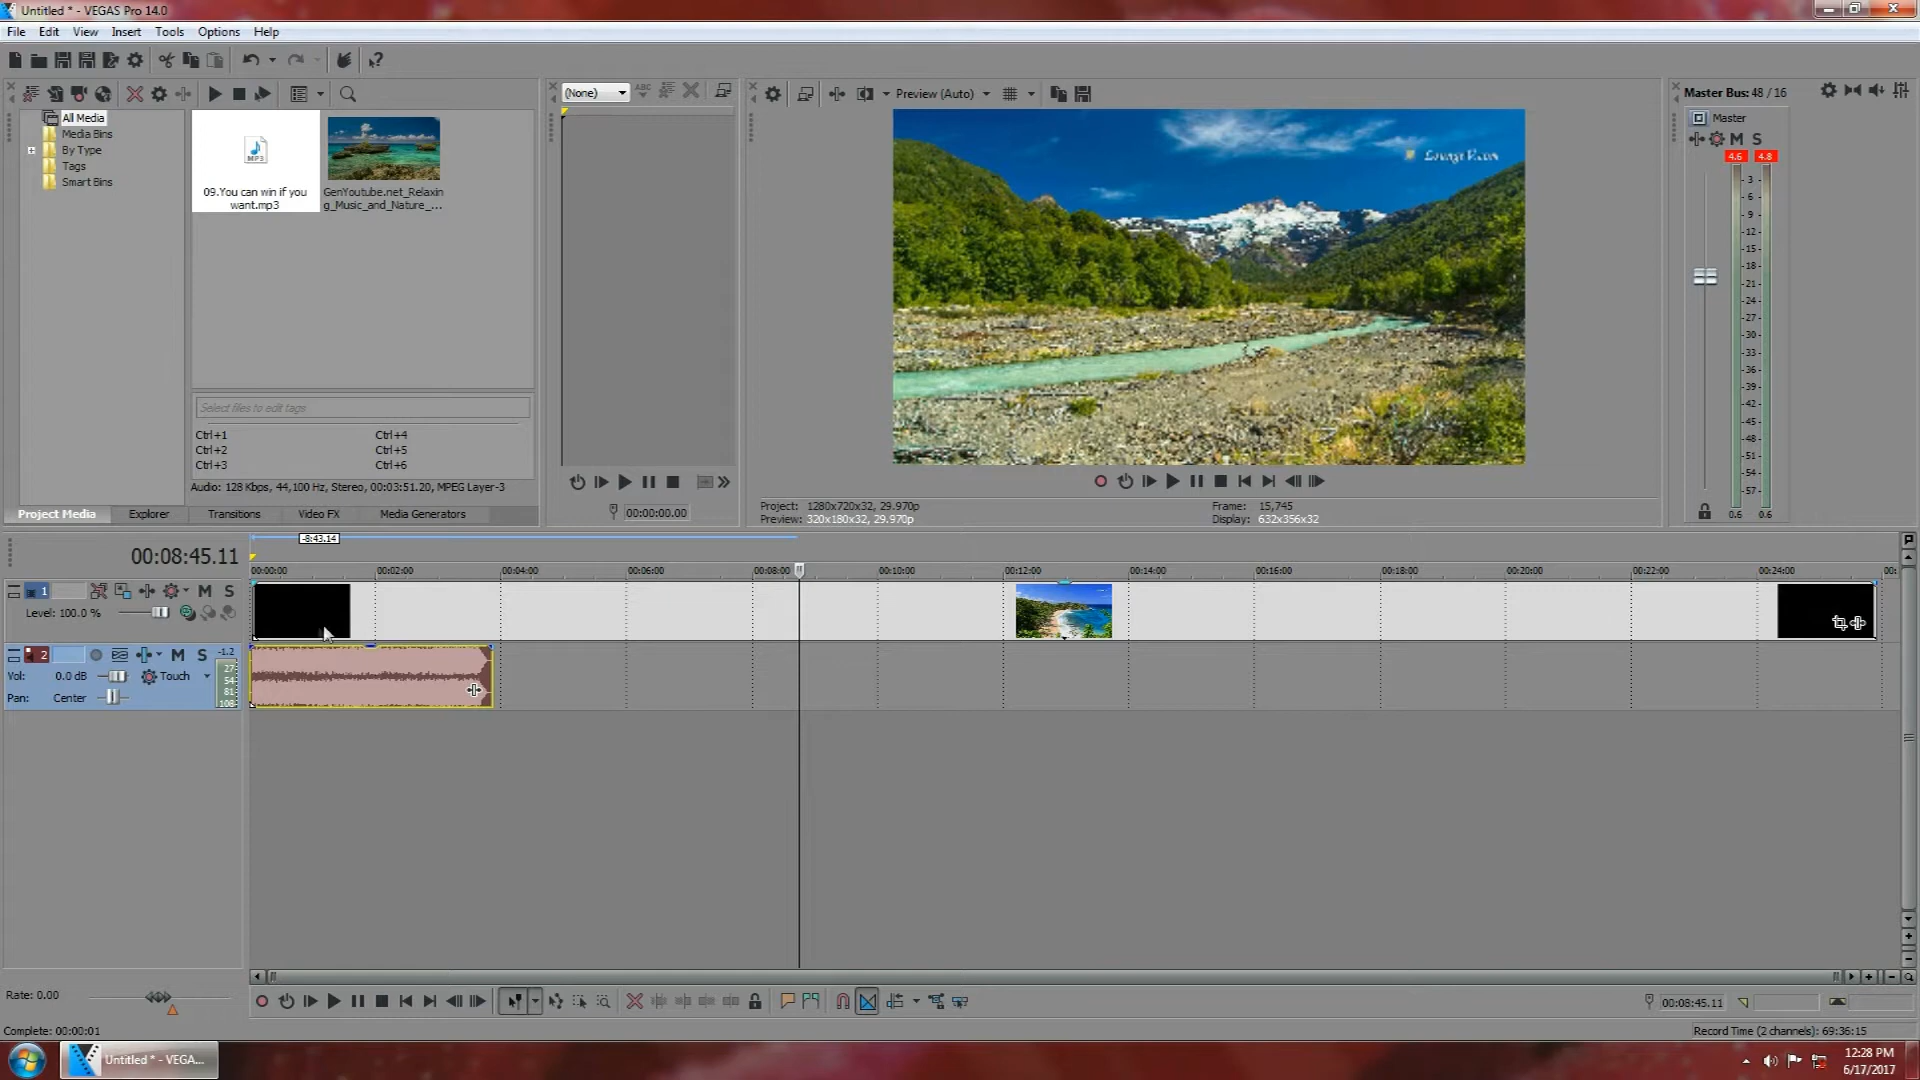 Untitled * - VEGAS Pro 14.0
File Edit View Insert Tools Options Help
(None)
ABC
Preview (Auto)
Master Bus: 48 / 16
Master
M S
4.6 4.8
All Media
Media Bins
By Type
Tags
Smart Bins
MP3
09.You can win if you
want.mp3
GenYoutube.net_Relaxin
g_Music_and_Nature_...
Lounge
- 3 -
- 6 -
- 9 -
-12-
-15-
-18-
-21-
-24-
-27-
-30-
-33-
-36-
-39-
-42-
-45-
-48-
-51-
-54-
-57-
0.6 0.6
Select files to edit tags
Ctrl+1 Ctrl+4
Ctrl+2 Ctrl+5
Ctrl+3 Ctrl+6
Audio: 128 Kbps, 44,100 Hz, Stereo, 00:03:51.20, MPEG Layer-3
Project Media Explorer Transitions Video FX Media Generators
00:00:00.00
Project: 1280x720x32, 29.970p
Preview: 320x180x32, 29.970p
Frame: 15,745
Display: 632x356x32
-8:43.14
00:08:45.11
00:00:00 00:02:00 00:04:00 00:06:00 00:08:00 00:10:00 00:12:00 00:14:00 00:16:00 00:18:00 00:20:00 00:22:00 00:24:00 00:
1 M S
Level: 100.0 %
2 M S -1.2
Vol: 0.0 dB Touch
Pan: Center
27
54
81
108
Rate: 0.00
00:08:45.11
Complete: 00:00:01
Record Time (2 channels): 69:36:15
Untitled * - VEGA...
12:28 PM
6/17/2017